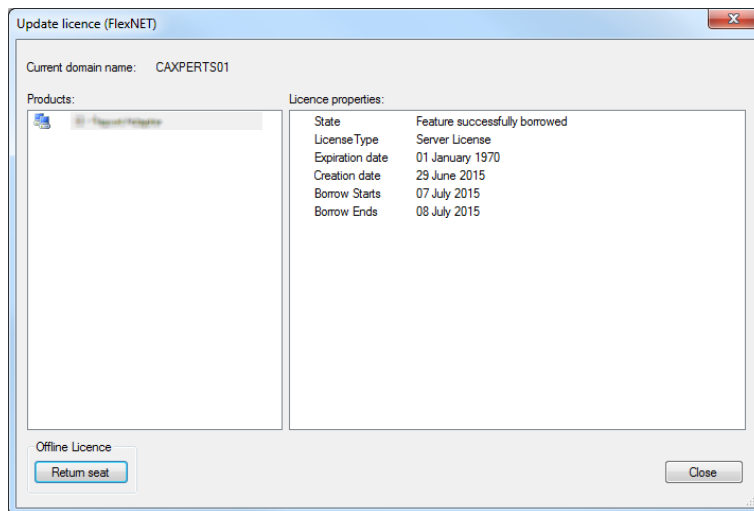 Update licence (FlexNET)
Current domain name: CAXPERTS01
Products:
Licence properties:
State Feature successfully borrowed
LicenseType Server License
Expiration date 01 January 1970
Creation date 29 June 2015
Borrow Starts 07 July 2015
Borrow Ends 08 July 2015
Offline Licence
Return seat
Close